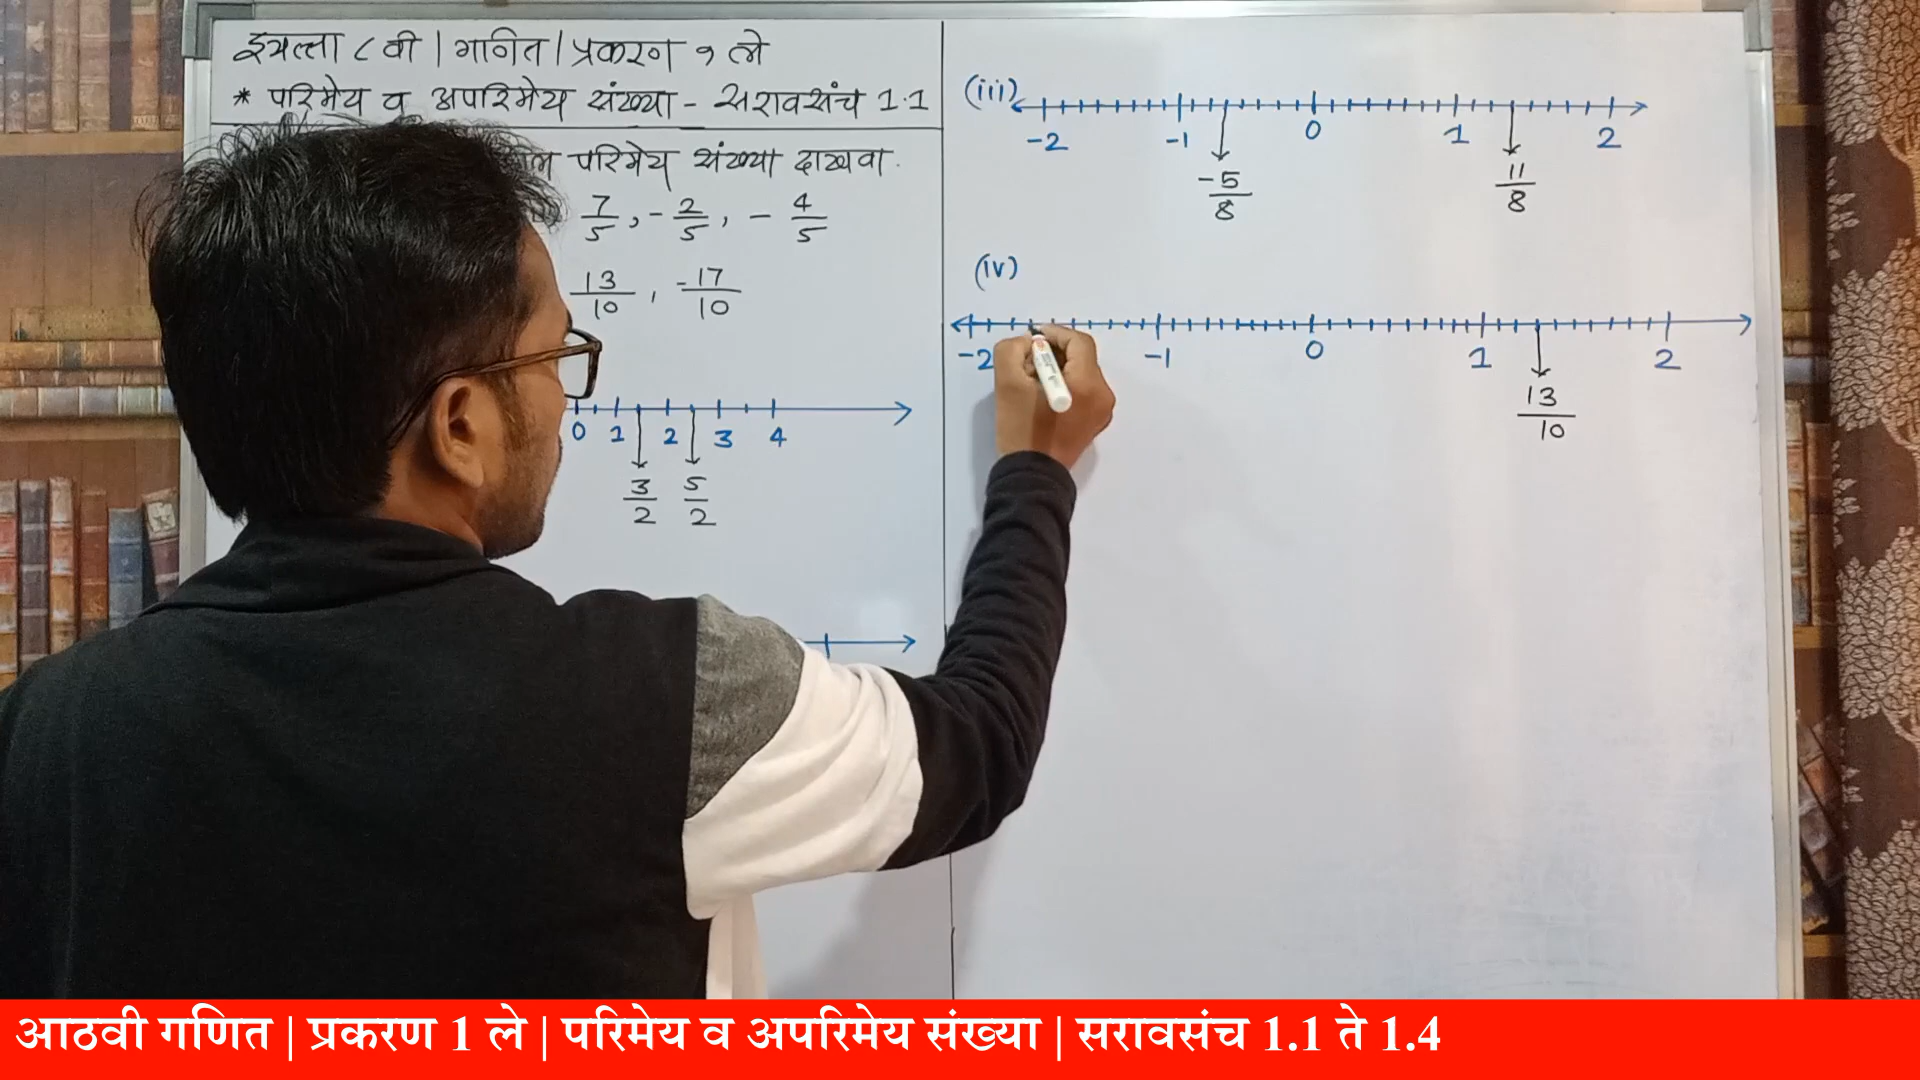 इयत्ता ८ वी | गणित | प्रकरण १ ले
* परिमेय व अपरिमेय संख्या - सरावसंच 1.1
परिमेय संख्या दाखवा.
7/5, -2/5, -4/5
13/10, -17/10
0 1 2 3 4
3/2 5/2
(iii)
-2 -1 0 1 2
-5/8 11/8
(iv)
-2 -1 0 1 2
13/10
आठवी गणित | प्रकरण 1 ले | परिमेय व अपरिमेय संख्या | सरावसंच 1.1 ते 1.4